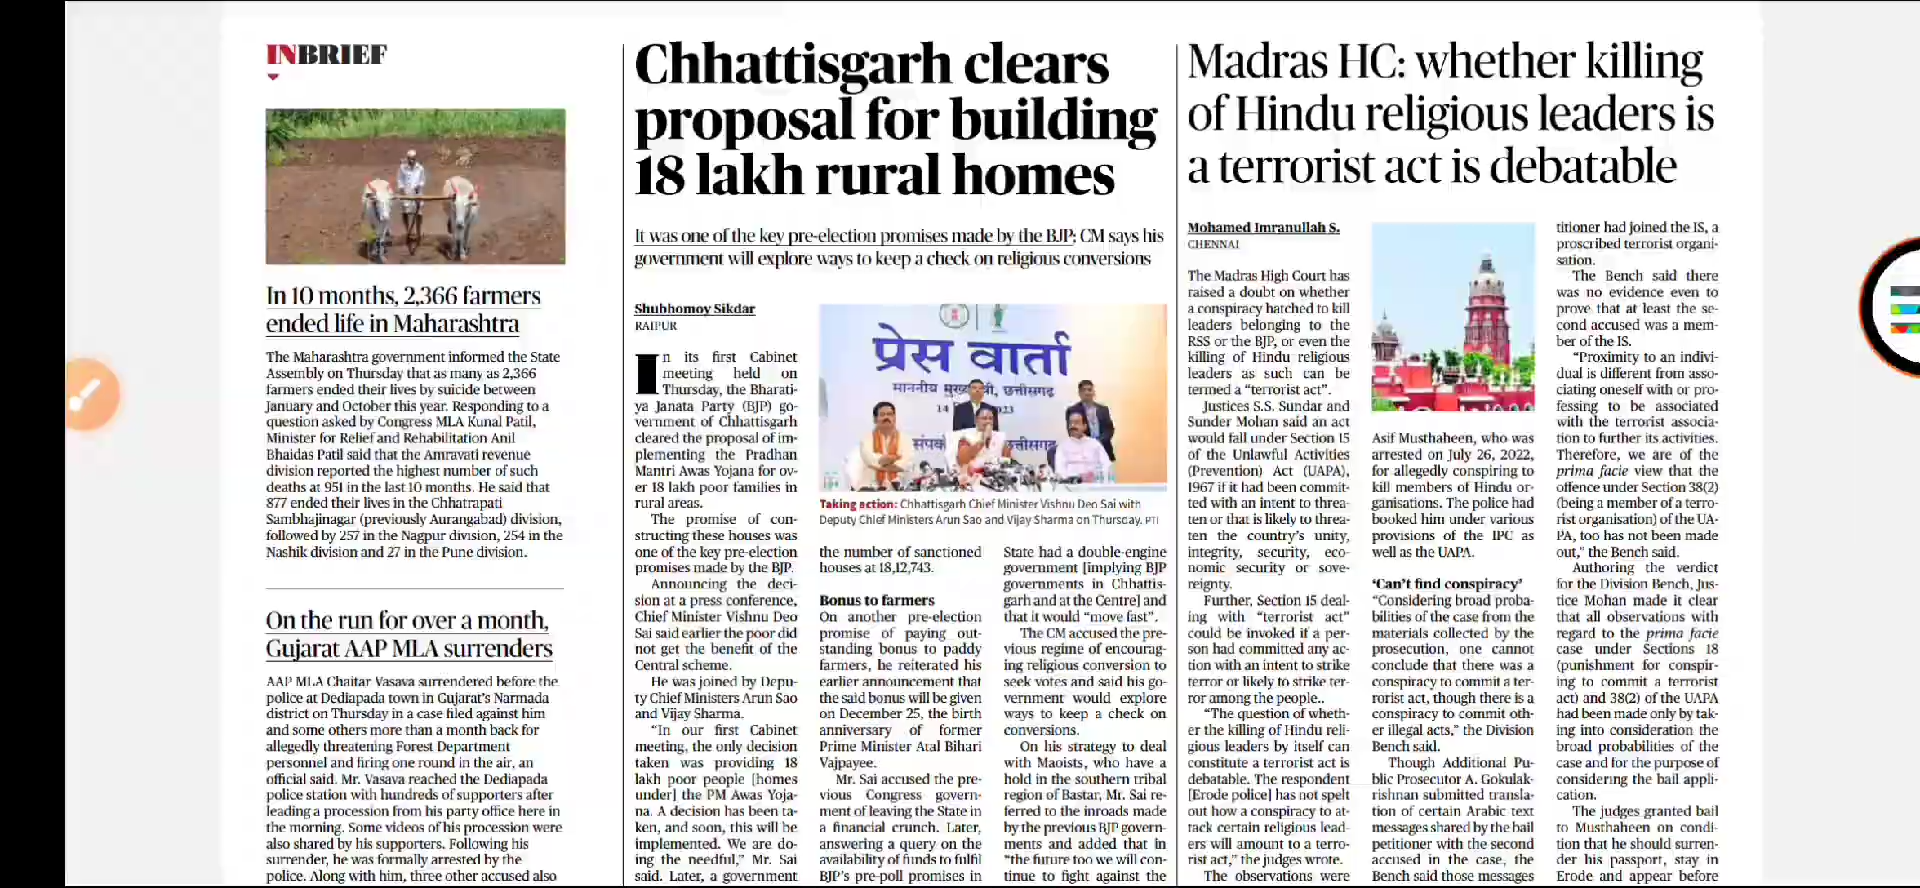 INBRIEF
In 10 months, 2,366 farmers
ended life in Maharashtra
The Maharashtra government informed the State
Assembly on Thursday that as many as 2,366
farmers ended their lives by suicide between
January and October this year. Responding to a
question asked by Congress MLA Kunal Patil,
Minister for Relief and Rehabilitation Anil
Bhaidas Patil said that the Amravati revenue
division reported the highest number of such
deaths at 951 in the last 10 months. He said that
877 ended their lives in the Chhatrapati
Sambhajinagar (previously Aurangabad) division,
followed by 257 in the Nagpur division, 254 in the
Nashik division and 27 in the Pune division.
On the run for over a month,
Gujarat AAP MLA surrenders
AAP MLA Chaitar Vasava surrendered before the
police at Dediapada town in Gujarat's Narmada
district on Thursday in a case filed against him
and some others more than a month back for
allegedly threatening Forest Department
personnel and firing one round in the air, an
official said. Mr. Vasava reached the Dediapada
police station with hundreds of supporters after
leading a procession from his party office here in
the morning. Some videos of his procession were
also shared by his supporters. Following his
surrender, he was formally arrested by the
police. Along with him, three other accused also
Chhattisgarh clears
proposal for building
18 lakh rural homes
It was one of the key pre-election promises made by the BJP; CM says his
government will explore ways to keep a check on religious conversions
Shubhomoy Sikdar
RAIPUR
In its first Cabinet
meeting held on
Thursday, the Bharati-
ya Janata Party (BJP) go-
vernment of Chhattisgarh
cleared the proposal of im-
plementing the Pradhan
Mantri Awas Yojana for ov-
er 18 lakh poor families in
rural areas.
The promise of con-
structing these houses was
one of the key pre-election
promises made by the BJP.
Announcing the deci-
sion at a press conference,
Chief Minister Vishnu Deo
Sai said earlier the poor did
not get the benefit of the
Central scheme.
He was joined by Depu-
ty Chief Ministers Arun Sao
and Vijay Sharma.
"In our first Cabinet
meeting, the only decision
taken was providing 18
lakh poor people [homes
under] the PM Awas Yoja-
na. A decision has been ta-
ken, and soon, this will be
implemented. We are do-
ing the needful," Mr. Sai
said. Later, a government
प्रेस वार्ता
माननीय मुख्यमंत्री, छत्तीसगढ़
14 2023
संपर्क छत्तीसगढ़
Taking action: Chhattisgarh Chief Minister Vishnu Deo Sai with
Deputy Chief Ministers Arun Sao and Vijay Sharma on Thursday. PTI
the number of sanctioned
houses at 18,12,743.
Bonus to farmers
On another pre-election
promise of paying out-
standing bonus to paddy
farmers, he reiterated his
earlier announcement that
the said bonus will be given
on December 25, the birth
anniversary of former
Prime Minister Atal Bihari
Vajpayee.
Mr. Sai accused the pre-
vious Congress govern-
ment of leaving the State in
a financial crunch. Later,
answering a query on the
availability of funds to fulfil
BJP's pre-poll promises in
State had a double-engine
government [implying BJP
governments in Chhattis-
garh and at the Centre] and
that it would "move fast".
The CM accused the pre-
vious regime of encourag-
ing religious conversion to
seek votes and said his go-
vernment would explore
ways to keep a check on
conversions.
On his strategy to deal
with Maoists, who have a
hold in the southern tribal
region of Bastar, Mr. Sai re-
ferred to the inroads made
by the previous BJP govern-
ments and added that in
"the future too we will con-
tinue to fight against the
Madras HC: whether killing
of Hindu religious leaders is
a terrorist act is debatable
Mohamed Imranullah S.
CHENNAI
The Madras High Court has
raised a doubt on whether
a conspiracy hatched to kill
leaders belonging to the
RSS or the BJP, or even the
killing of Hindu religious
leaders as such can be
termed a "terrorist act".
Justices S.S. Sundar and
Sunder Mohan said an act
would fall under Section 15
of the Unlawful Activities
(Prevention) Act (UAPA),
1967 if it had been commit-
ted with an intent to threa-
ten or that is likely to threa-
ten the country's unity,
integrity, security, eco-
nomic security or sove-
reignty.
Further, Section 15 deal-
ing with "terrorist act"
could be invoked if a per-
son had committed any ac-
tion with an intent to strike
terror or likely to strike ter-
ror among the people..
"The question of wheth-
er the killing of Hindu reli-
gious leaders by itself can
constitute a terrorist act is
debatable. The respondent
[Erode police] has not spelt
out how a conspiracy to at-
tack certain religious lead-
ers will amount to a terro-
rist act," the judges wrote.
The observations were
Asif Musthaheen, who was
arrested on July 26, 2022,
for allegedly conspiring to
kill members of Hindu or-
ganisations. The police had
booked him under various
provisions of the IPC as
well as the UAPA.
'Can't find conspiracy'
"Considering broad proba-
bilities of the case from the
materials collected by the
prosecution, one cannot
conclude that there was a
conspiracy to commit a ter-
rorist act, though there is a
conspiracy to commit oth-
er illegal acts," the Division
Bench said.
Though Additional Pu-
blic Prosecutor A. Gokulak-
rishnan submitted transla-
tion of certain Arabic text
messages shared by the bail
petitioner with the second
accused in the case, the
Bench said those messages
titioner had joined the IS, a
proscribed terrorist organi-
sation.
The Bench said there
was no evidence even to
prove that at least the se-
cond accused was a mem-
ber of the IS.
"Proximity to an indivi-
dual is different from asso-
ciating oneself with or pro-
fessing to be associated
with the terrorist associa-
tion to further its activities.
Therefore, we are of the
prima facie view that the
offence under Section 38(2)
(being a member of a terro-
rist organisation) of the UA-
PA, too has not been made
out," the Bench said.
Authoring the verdict
for the Division Bench, Jus-
tice Mohan made it clear
that all observations with
regard to the prima facie
case under Sections 18
(punishment for conspir-
ing to commit a terrorist
act) and 38(2) of the UAPA
had been made only by tak-
ing into consideration the
broad probabilities of the
case and for the purpose of
considering the bail appli-
cation.
The judges granted bail
to Musthaheen on condi-
tion that he should surren-
der his passport, stay in
Erode and appear before